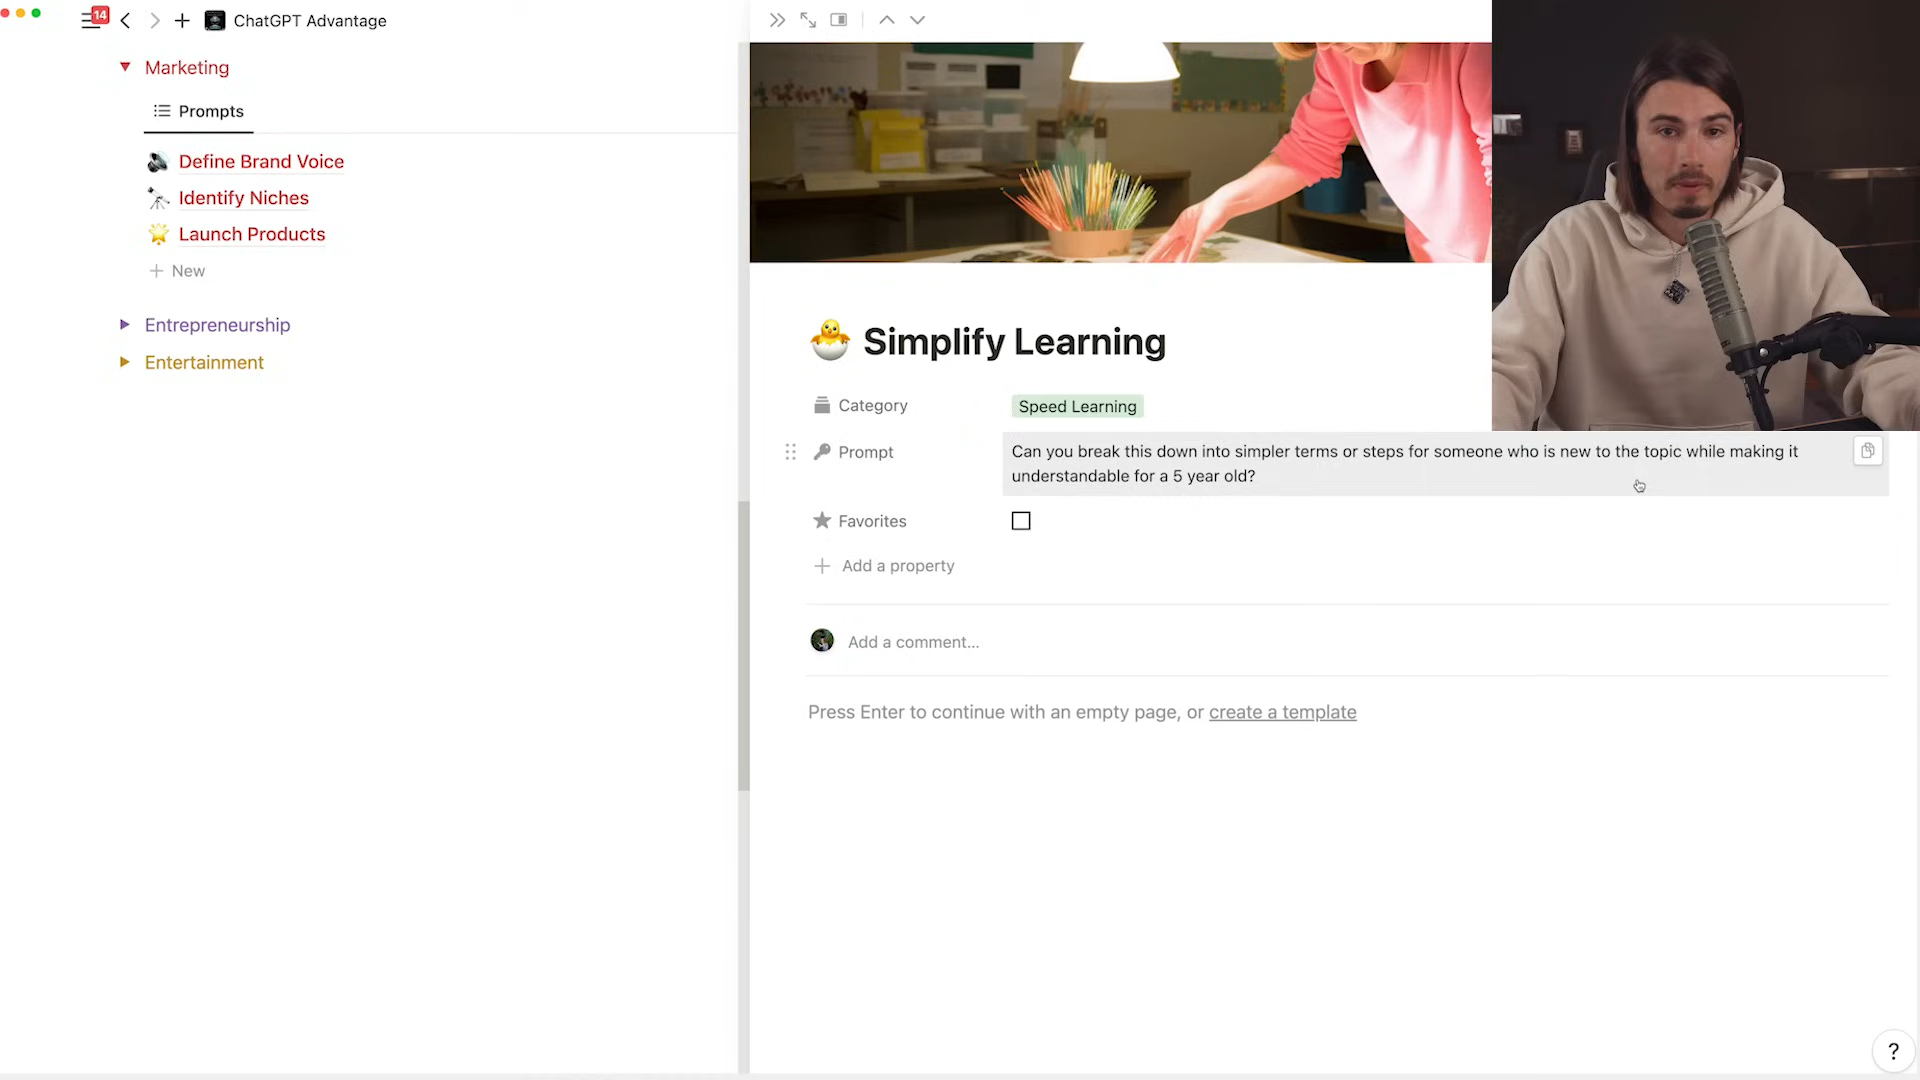 14
ChatGPT Advantage
Marketing
Prompts
Define Brand Voice
Identify Niches
Launch Products
New
Entrepreneurship
Entertainment
Simplify Learning
Category
Speed Learning
Prompt
Can you break this down into simpler terms or steps for someone who is new to the topic while making it
understandable for a 5 year old?
Favorites
Add a property
Add a comment...
Press Enter to continue with an empty page, or create a template
?